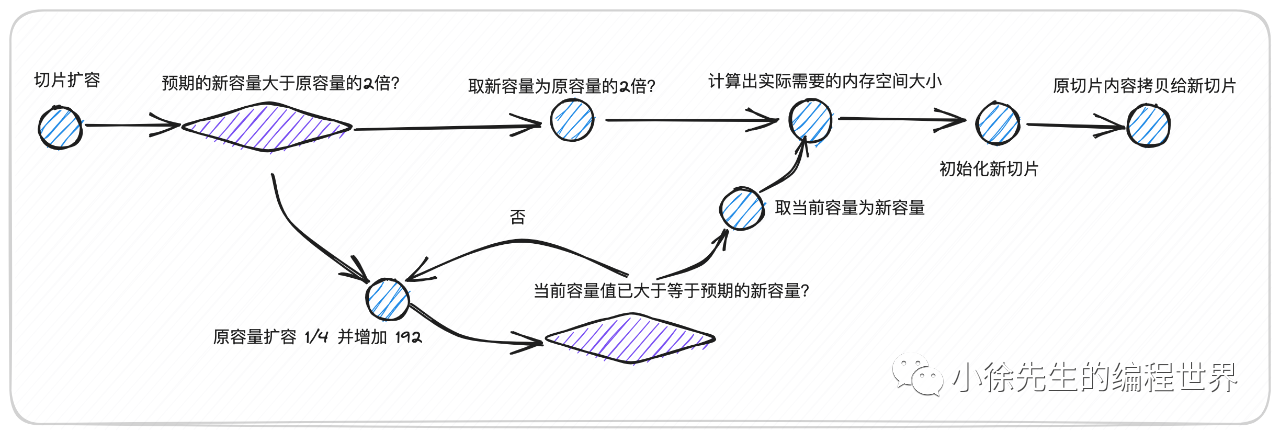 切片扩容
预期的新容量大于原容量的2倍?
取新容量为原容量的2倍?
计算出实际需要的内存空间大小
原切片内容拷贝给新切片
初始化新切片
取当前容量为新容量
否
当前容量值已大于等于预期的新容量?
原容量扩容 1/4 并增加 192
小徐先生的编程世界